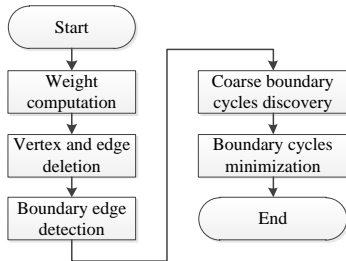 Start
Weight
computation
Vertex and edge
deletion
Boundary edge
detection
Coarse boundary
cycles discovery
Boundary cycles
minimization
End